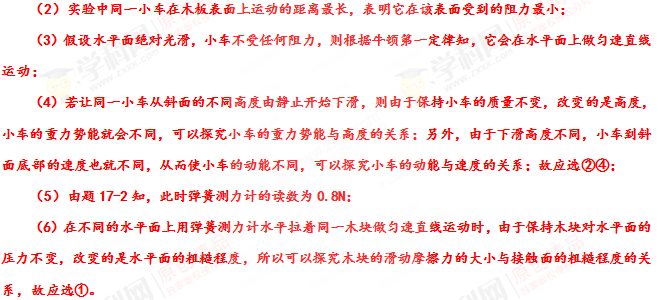 （2）实验中同一小车在木板表面上运动的距离最长，表明它在该表面受到的阻力最小；
（3）假设水平面绝对光滑，小车不受任何阻力，则根据牛顿第一定律知，它会在水平面上做匀速直线
运动；
（4）若让同一小车从斜面的不同高度由静止开始下滑，则由于保持小车的质量不变，改变的是高度，
小车的重力势能就会不同，可以探究小车的重力势能与高度的关系；另外，由于下滑高度不同，小车到斜
面底部的速度也就不同，从而使小车的动能不同，可以探究小车的动能与速度的关系；故应选②④；
（5）由题 17-2 知，此时弹簧测力计的读数为 0.8N；
（6）在不同的水平面上用弹簧测力计水平拉着同一木块做匀速直线运动时，由于保持木块对水平面的
压力不变，改变的是水平面的粗糙程度，所以可以探究木块的滑动摩擦力的大小与接触面的粗糙程度的关
系，故应选①。